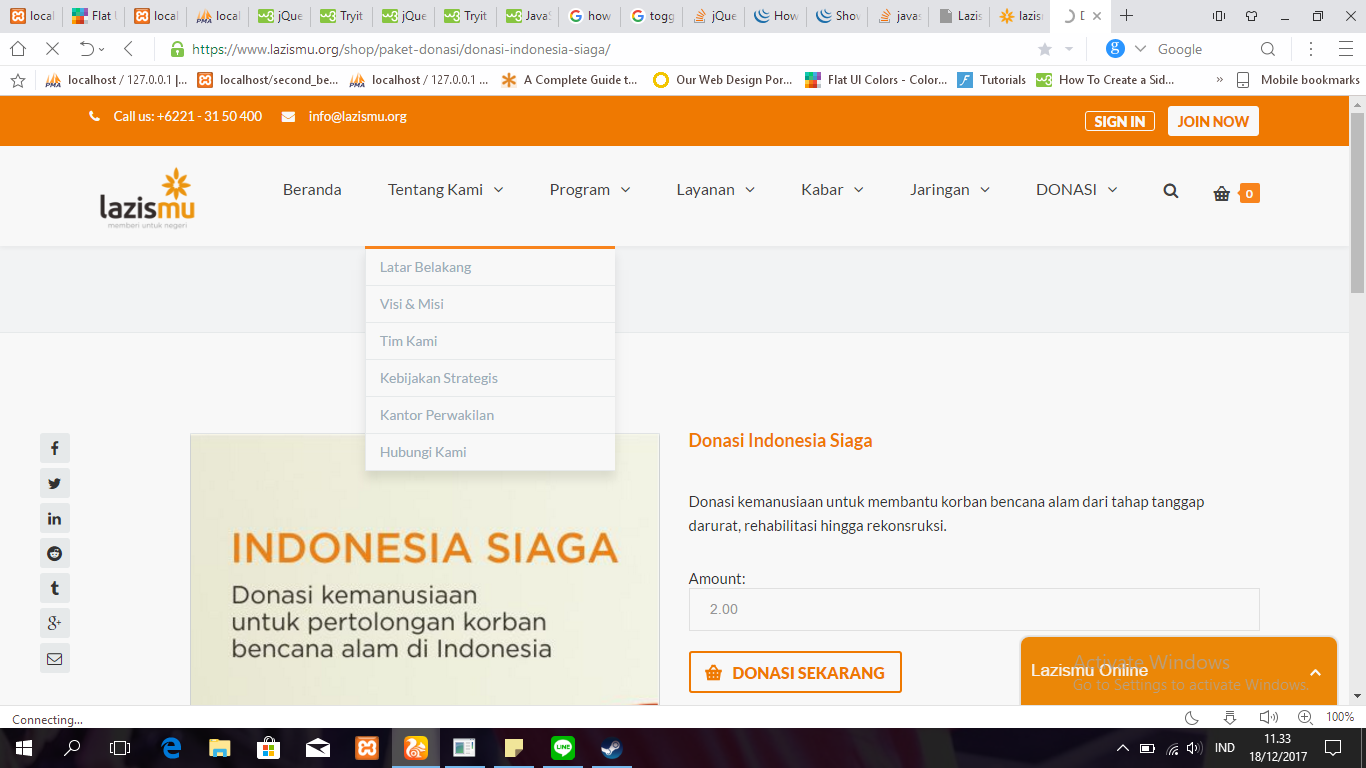 local
Flat U
local
local
jQue
Tryit
jQue
Tryit
JavaS
how
togg
jQue
How
Shov
javas
Lazis
lazis
D
https://www.lazismu.org/shop/paket-donasi/donasi-indonesia-siaga/
Google
localhost / 127.0.0.1 |...
localhost/second_be...
localhost / 127.0.0.1 ...
A Complete Guide t...
Our Web Design Por...
Flat UI Colors - Color...
Tutorials
How To Create a Sid...
»
Mobile bookmarks
Call us: +6221 - 31 50 400
info@lazismu.org
SIGN IN
JOIN NOW
lazismu
memberi untuk negeri
Beranda
Tentang Kami
Program
Layanan
Kabar
Jaringan
DONASI
0
Latar Belakang
Visi & Misi
Tim Kami
Kebijakan Strategis
Kantor Perwakilan
Hubungi Kami
INDONESIA SIAGA
Donasi kemanusiaan
untuk pertolongan korban
bencana alam di Indonesia
Donasi Indonesia Siaga
Donasi kemanusiaan untuk membantu korban bencana alam dari tahap tanggap
darurat, rehabilitasi hingga rekonsruksi.
Amount:
2.00
DONASI SEKARANG
Activate Windows
Go to Settings to activate Windows.
Lazismu Online
Connecting...
100%
IND
11.33
18/12/2017